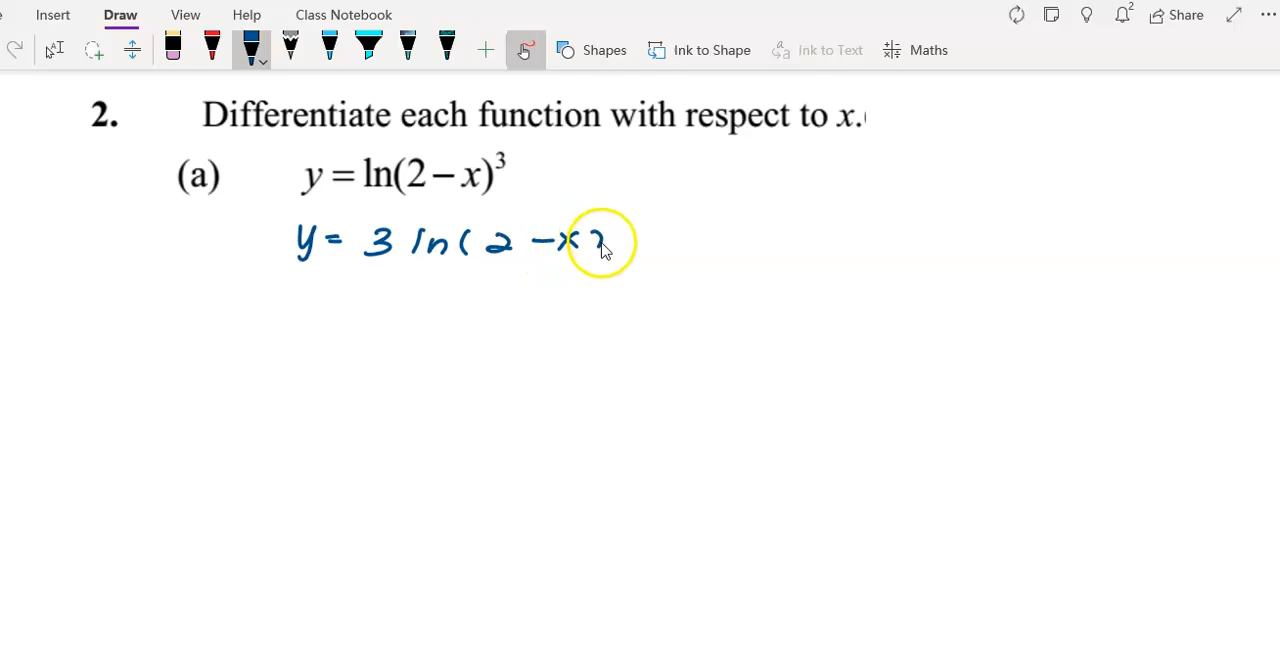 Insert Draw View Help Class Notebook 2 Share
Shapes Ink to Shape Ink to Text Maths
2. Differentiate each function with respect to x.
(a) y = ln(2 − x)³
y = 3 ln(2 − x)